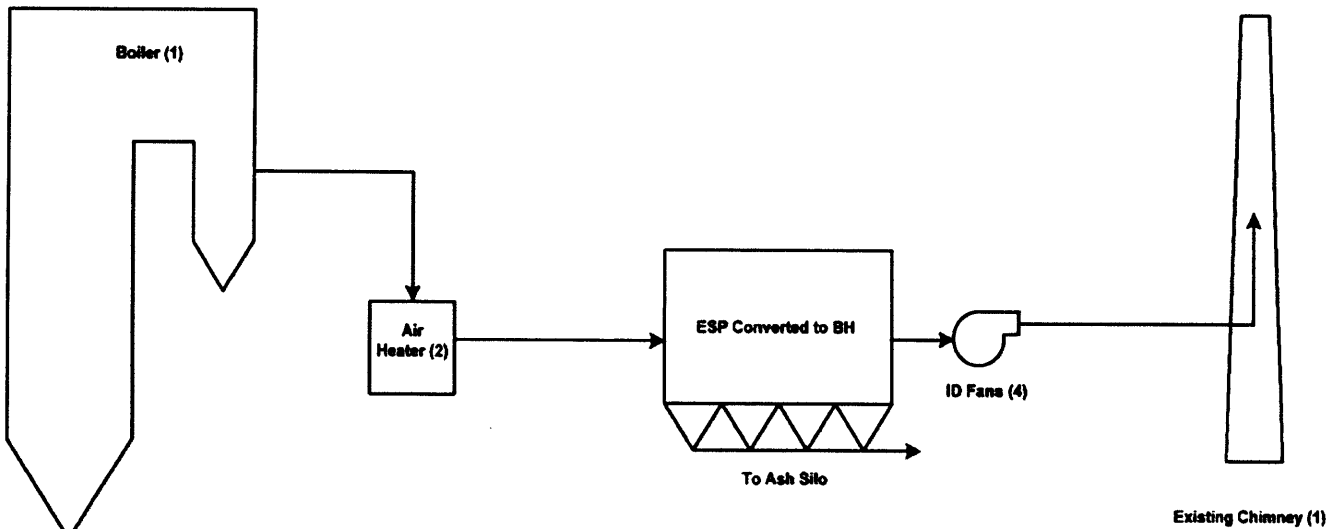 Boiler (1)
Air
Heater (2)
ESP Converted to BH
ID Fans (4)
To Ash Silo
Existing Chimney (1)